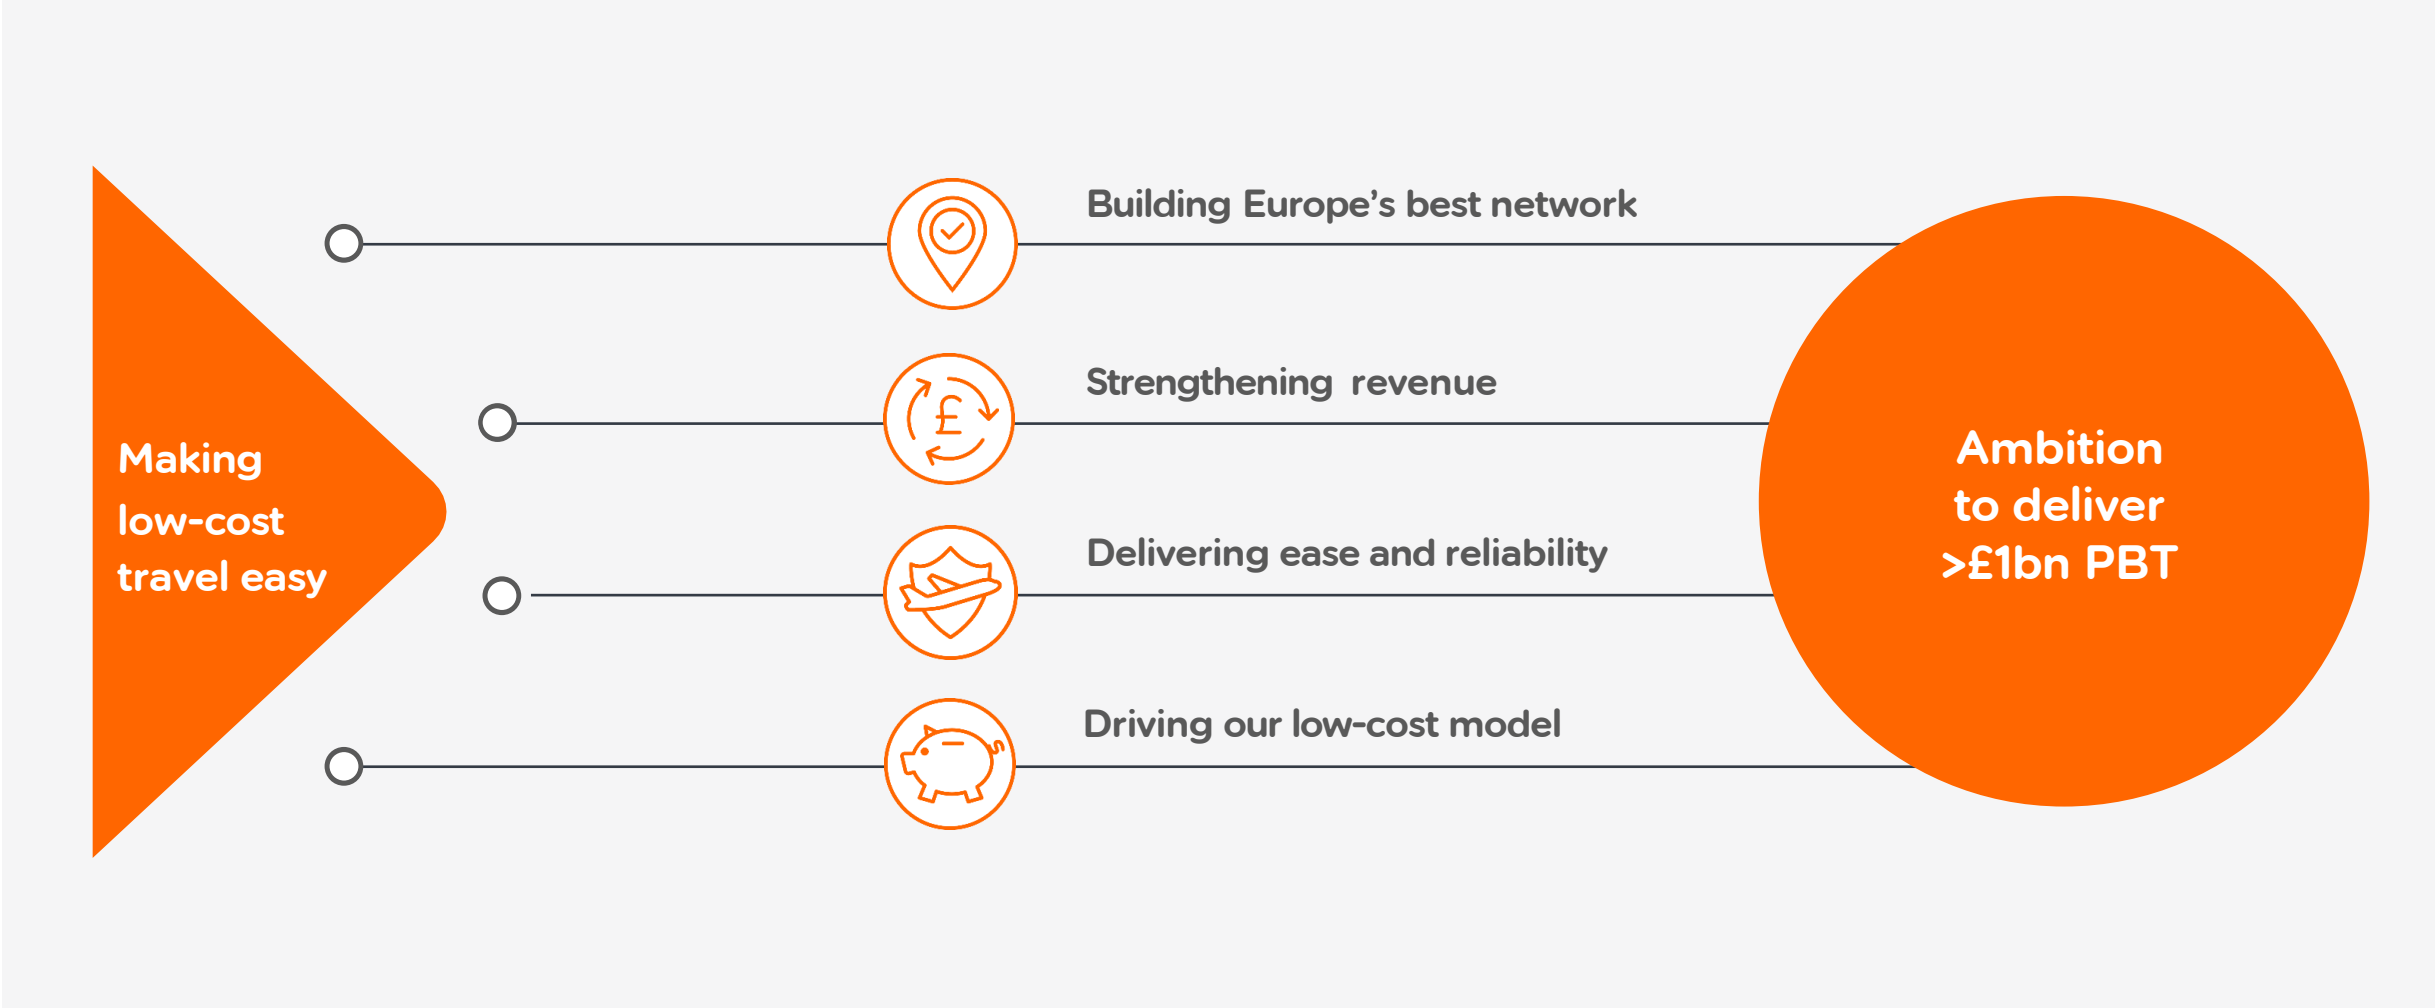 Making
low-cost
travel easy
Building Europe’s best network
Strengthening revenue
£
Delivering ease and reliability
Driving our low-cost model
Ambition
to deliver
>£1bn PBT